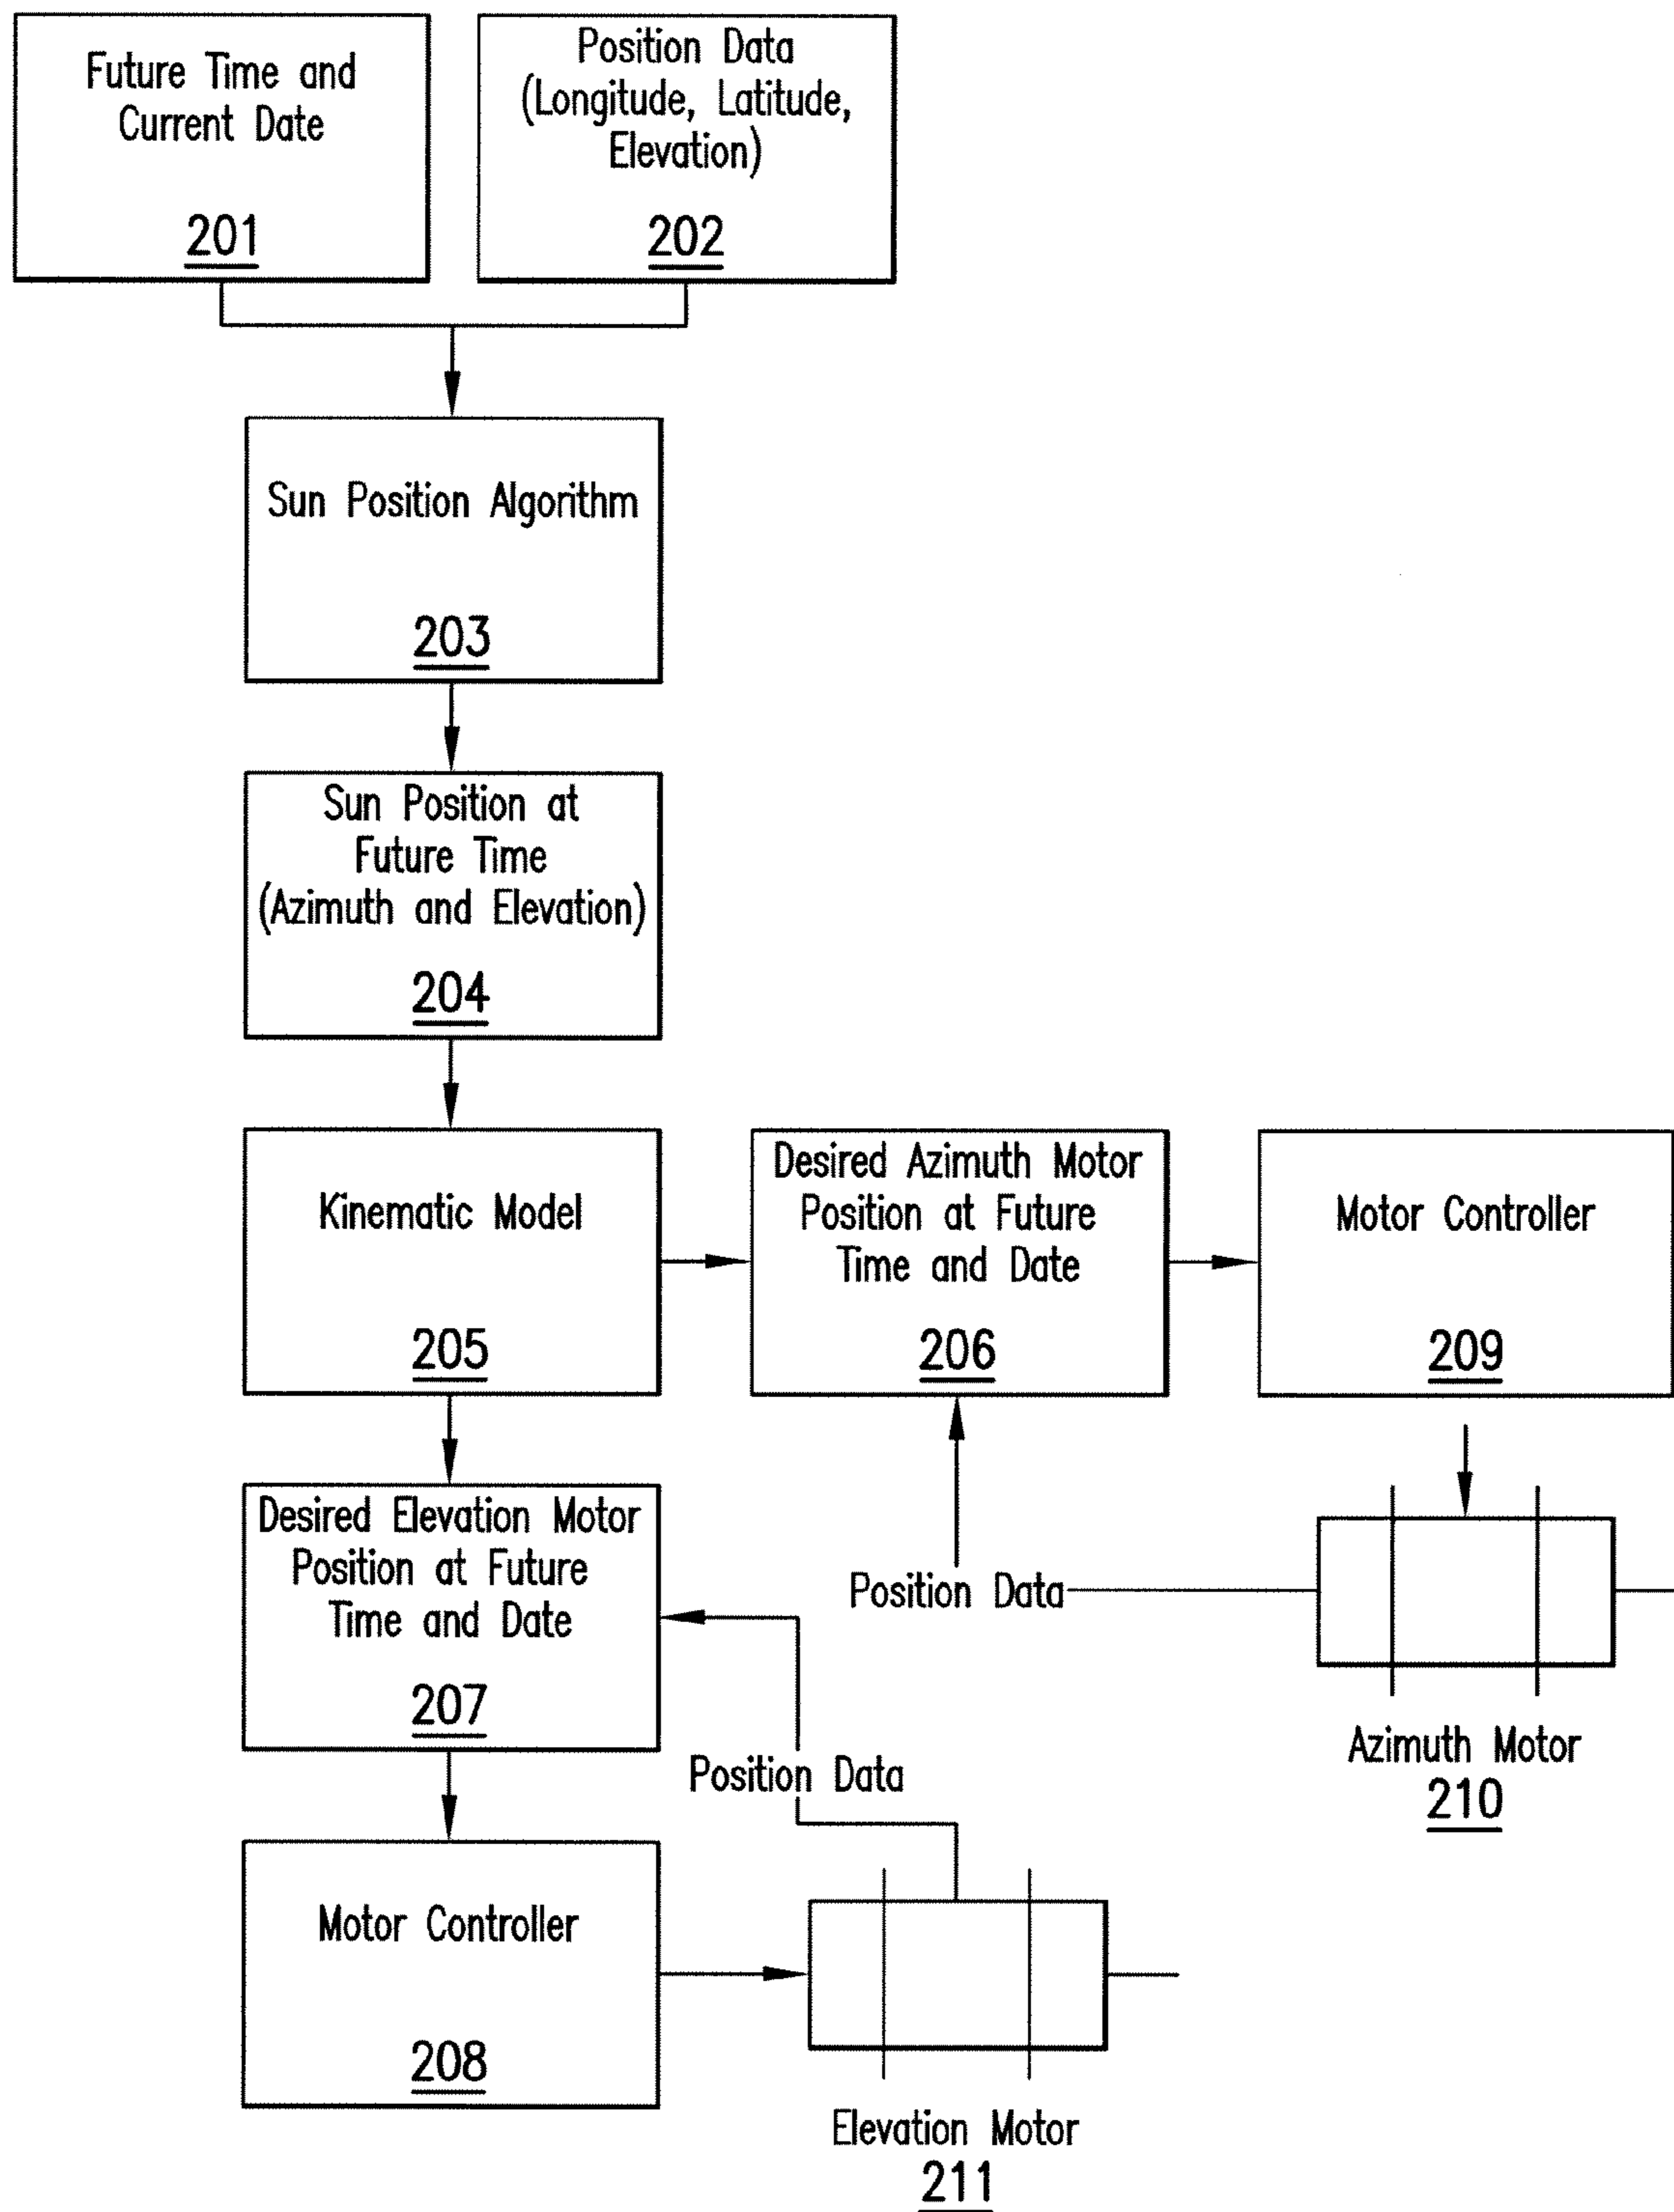 Future Time and
Current Date
201
Position Data
(Longitude, Latitude,
Elevation)
202
Sun Position Algorithm
203
Sun Position at
Future Time
(Azimuth and Elevation)
204
Kinematic Model
205
Desired Azimuth Motor
Position at Future
Time and Date
206
Motor Controller
209
Desired Elevation Motor
Position at Future
Time and Date
207
Position Data
Azimuth Motor
210
Position Data
Motor Controller
208
Elevation Motor
211